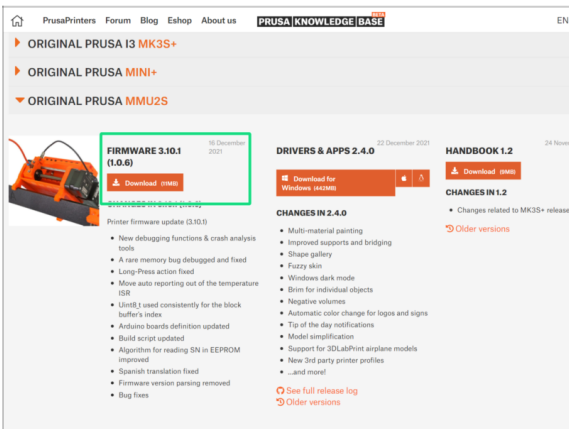 PrusaPrinters Forum Blog Eshop About us
PRUSA KNOWLEDGE BASE
BETA
EN
ORIGINAL PRUSA I3 MK3S+
ORIGINAL PRUSA MINI+
ORIGINAL PRUSA MMU2S
FIRMWARE 3.10.1
(1.0.6)
16 December
2021
Download (11MB)
Printer firmware update (3.10.1)
New debugging functions & crash analysis
tools
A rare memory bug debugged and fixed
Long-Press action fixed
Move auto reporting out of the temperature
ISR
Uint8_t used consistently for the block
buffer's index
Arduino boards definition updated
Build script updated
Algorithm for reading SN in EEPROM
improved
Spanish translation fixed
Firmware version parsing removed
Bug fixes
DRIVERS & APPS 2.4.0
22 December 2021
Download for
Windows (442MB)
CHANGES IN 2.4.0
Multi-material painting
Improved supports and bridging
Shape gallery
Fuzzy skin
Windows dark mode
Brim for individual objects
Negative volumes
Automatic color change for logos and signs
Tip of the day notifications
Model simplification
Support for 3DLabPrint airplane models
New 3rd party printer profiles
...and more!
See full release log
Older versions
HANDBOOK 1.2
24 Nove
Download (9MB)
CHANGES IN 1.2
Changes related to MK3S+ release
Older versions